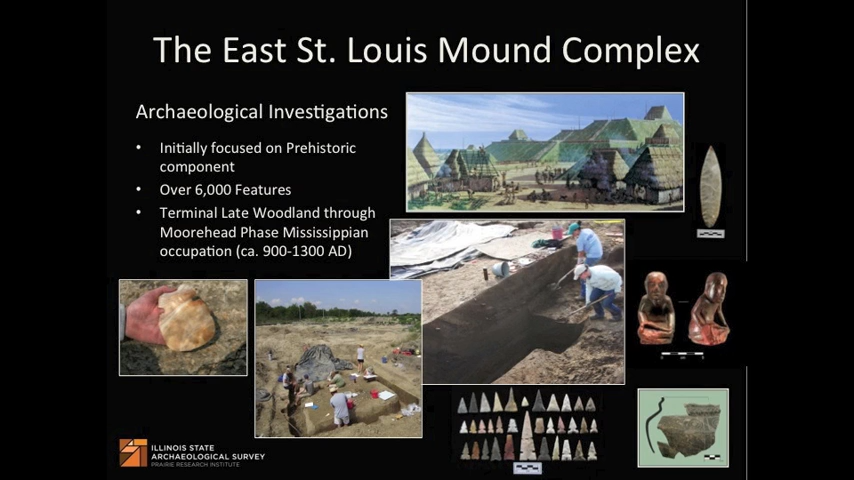 The East St. Louis Mound Complex
Archaeological Investigations
• Initially focused on Prehistoric
component
• Over 6,000 Features
• Terminal Late Woodland through
Moorehead Phase Mississippian
occupation (ca. 900-1300 AD)
ILLINOIS STATE
ARCHAEOLOGICAL SURVEY
PRAIRIE RESEARCH INSTITUTE